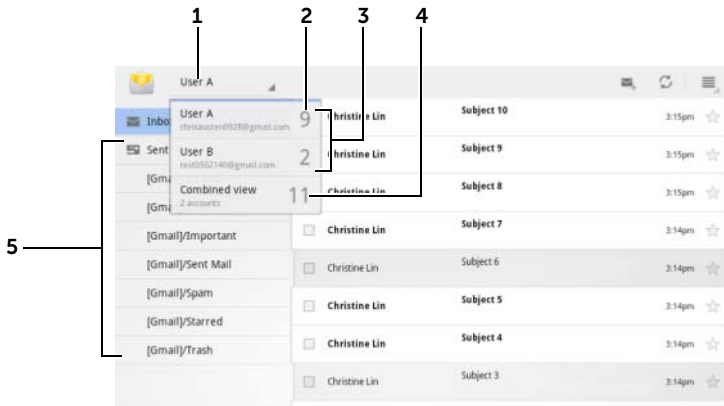 1 2 3 4
User A
Inbo
User A 9
chrisausten0928@gmail.com
Christine Lin Subject 10 3:15pm
Sent
User B 2
test0502140@gmail.com
Christine Lin Subject 9 3:15pm
[Gma
Combined view 11
2 accounts
Christine Lin Subject 8 3:15pm
[Gma
[Gmail]/Important
Christine Lin Subject 7 3:14pm
5
[Gmail]/Sent Mail
Christine Lin Subject 6 3:14pm
[Gmail]/Spam
Christine Lin Subject 5 3:14pm
[Gmail]/Starred
Christine Lin Subject 4 3:14pm
[Gmail]/Trash
Christine Lin Subject 3 3:14pm